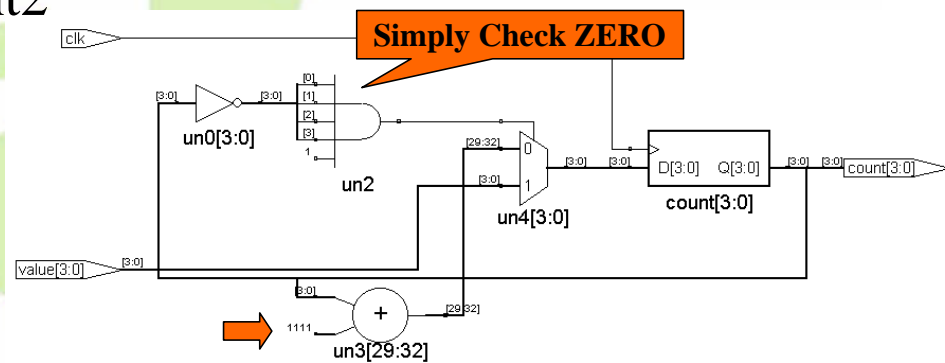 clk
Simply Check ZERO
[3:0]
[3:0]
un0[3:0]
[0]
[1]
[2]
[3]
1
un2
[29:32]
0
[3:0]
1
un4[3:0]
[3:0]
[3:0]
D[3:0] Q[3:0]
count[3:0]
[3:0]
[3:0]
count[3:0]
value[3:0]
[3:0]
[3:0]
1111
+
[29:32]
un3[29:32]